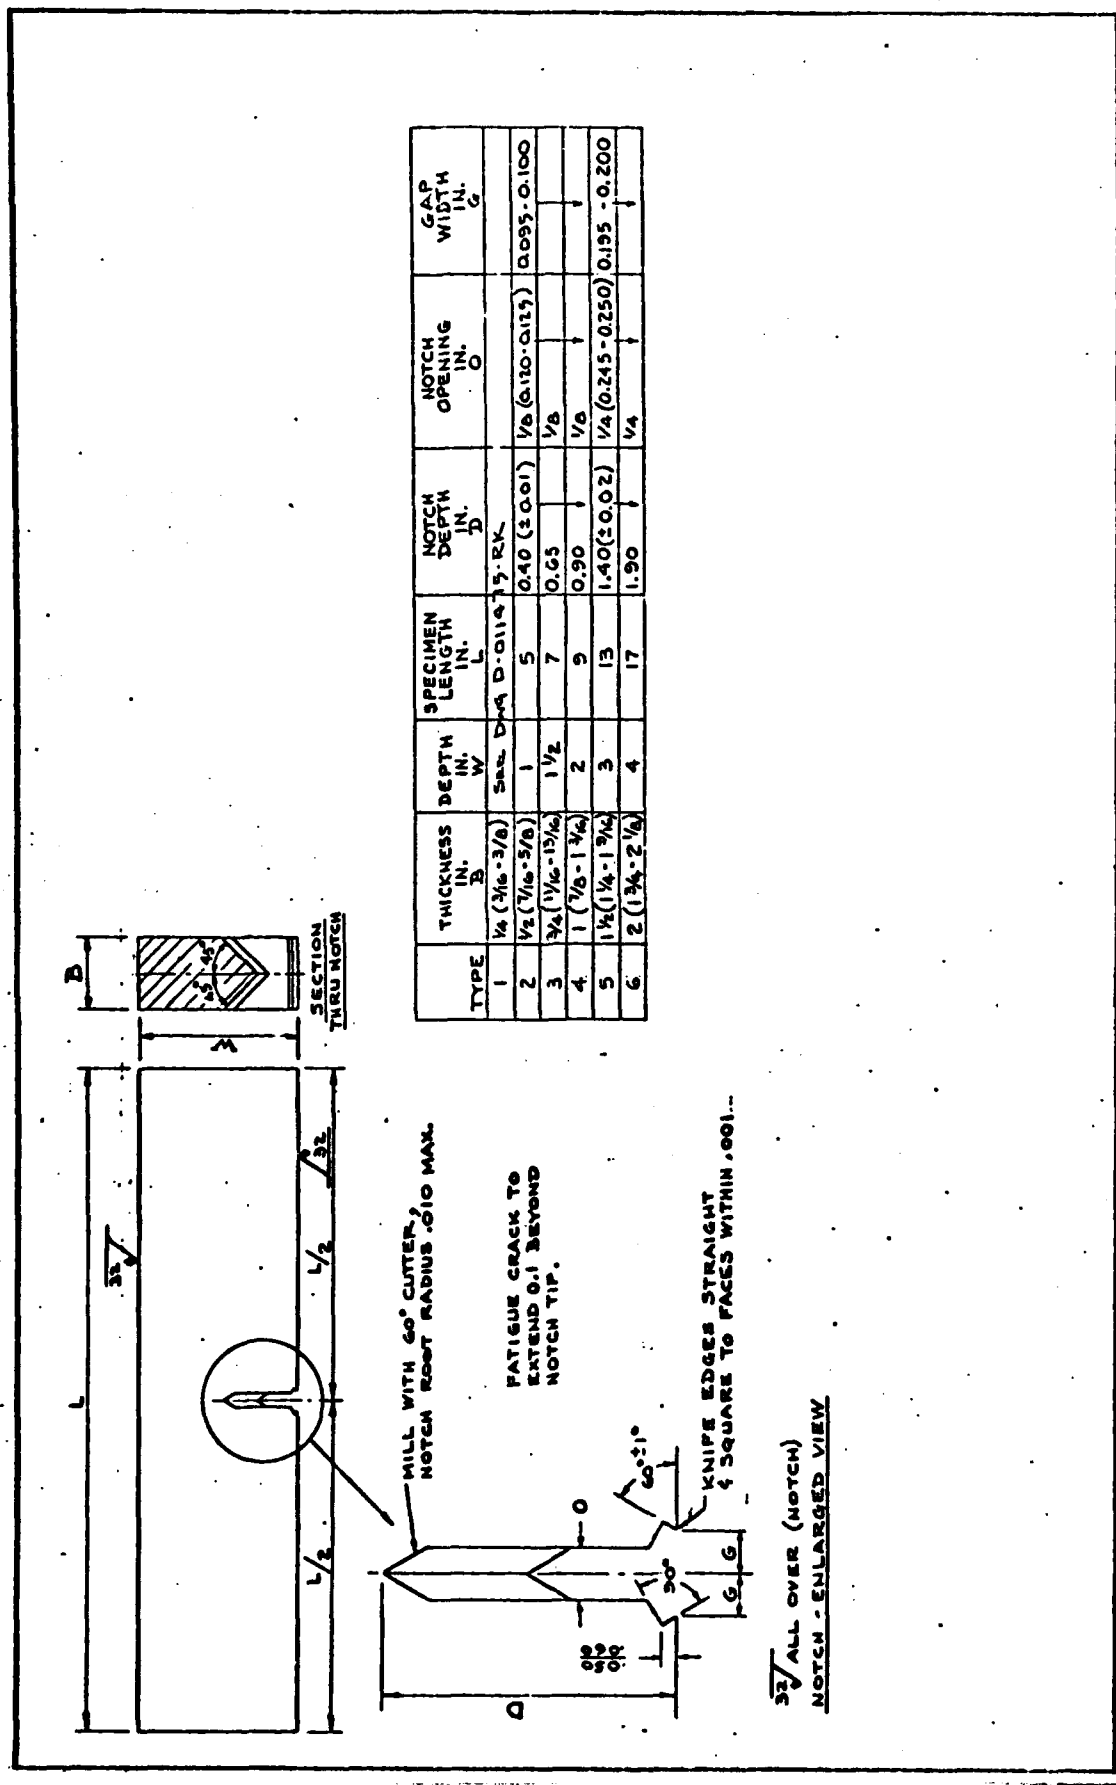 L
B
32
W
32
L/2
L/2
45° 45°
SECTION
THRU NOTCH
MILL WITH 60° CUTTER,
NOTCH ROOT RADIUS .010 MAX.
FATIGUE CRACK TO
EXTEND 0.1 BEYOND
NOTCH TIP.
D
O
60°±1°
90°
G G
KNIFE EDGES STRAIGHT
& SQUARE TO FACES WITHIN .001
32 ALL OVER (NOTCH)
NOTCH - ENLARGED VIEW
TYPE THICKNESS IN. B DEPTH IN. W SPECIMEN LENGTH IN. L NOTCH DEPTH IN. D NOTCH OPENING IN. O GAP WIDTH IN. G
1 1/4 (3/16-3/8) SEE DWG D-011475-RK
2 1/2 (7/16-5/8) 1 5 0.40 (±0.01) 1/8 (0.120-0.125) 0.095-0.100
3 3/4 (11/16-13/16) 1 1/2 7 0.65 1/8
4 1 (7/8-1 3/16) 2 9 0.90 1/8
5 1 1/2 (1 1/4-1 9/16) 3 13 1.40 (±0.02) 1/4 (0.245-0.250) 0.195-0.200
6 2 (1 3/4-2 1/8) 4 17 1.90 1/4